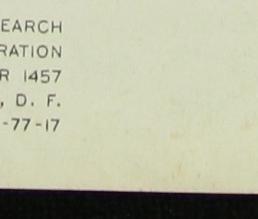 EARCH
RATION
R 1457
, D. F.
-77-17